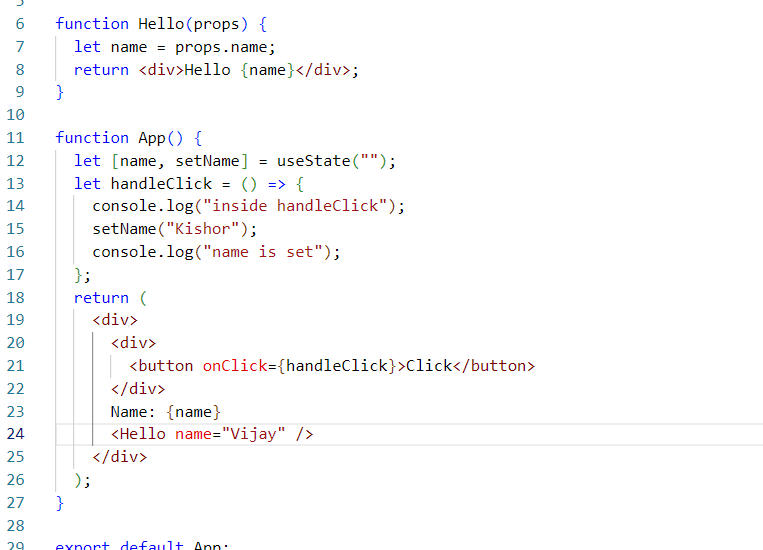 5
6 function Hello(props) {
7 let name = props.name;
8 return <div>Hello {name}</div>;
9 }
10
11 function App() {
12 let [name, setName] = useState("");
13 let handleClick = () => {
14 console.log("inside handleClick");
15 setName("Kishor");
16 console.log("name is set");
17 };
18 return (
19 <div>
20 <div>
21 <button onClick={handleClick}>Click</button>
22 </div>
23 Name: {name}
24 <Hello name="Vijay" />
25 </div>
26 );
27 }
28
29 export default App;